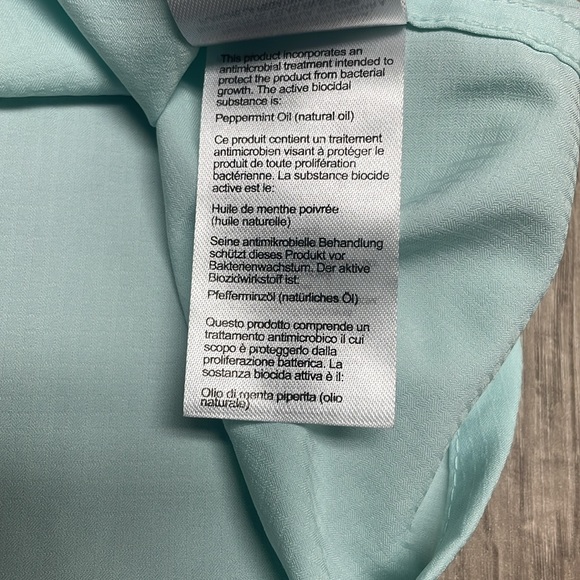 This product incorporates an
antimicrobial treatment intended to
protect the product from bacterial
growth. The active biocidal
substance is:
Peppermint Oil (natural oil)
Ce produit contient un traitement
antimicrobien visant à protéger le
produit de toute prolifération
bactérienne. La substance biocide
active est le:
Huile de menthe poivrée
(huile naturelle)
Seine antimikrobielle Behandlung
schützt dieses Produkt vor
Bakterienwachstum. Der aktive
Biozidwirkstoff ist:
Pfefferminzöl (natürliches Öl)
Questo prodotto comprende un
trattamento antimicrobico il cui
scopo è proteggerlo dalla
proliferazione batterica. La
sostanza biocida attiva è il:
Olio di menta piperita (olio
naturale)